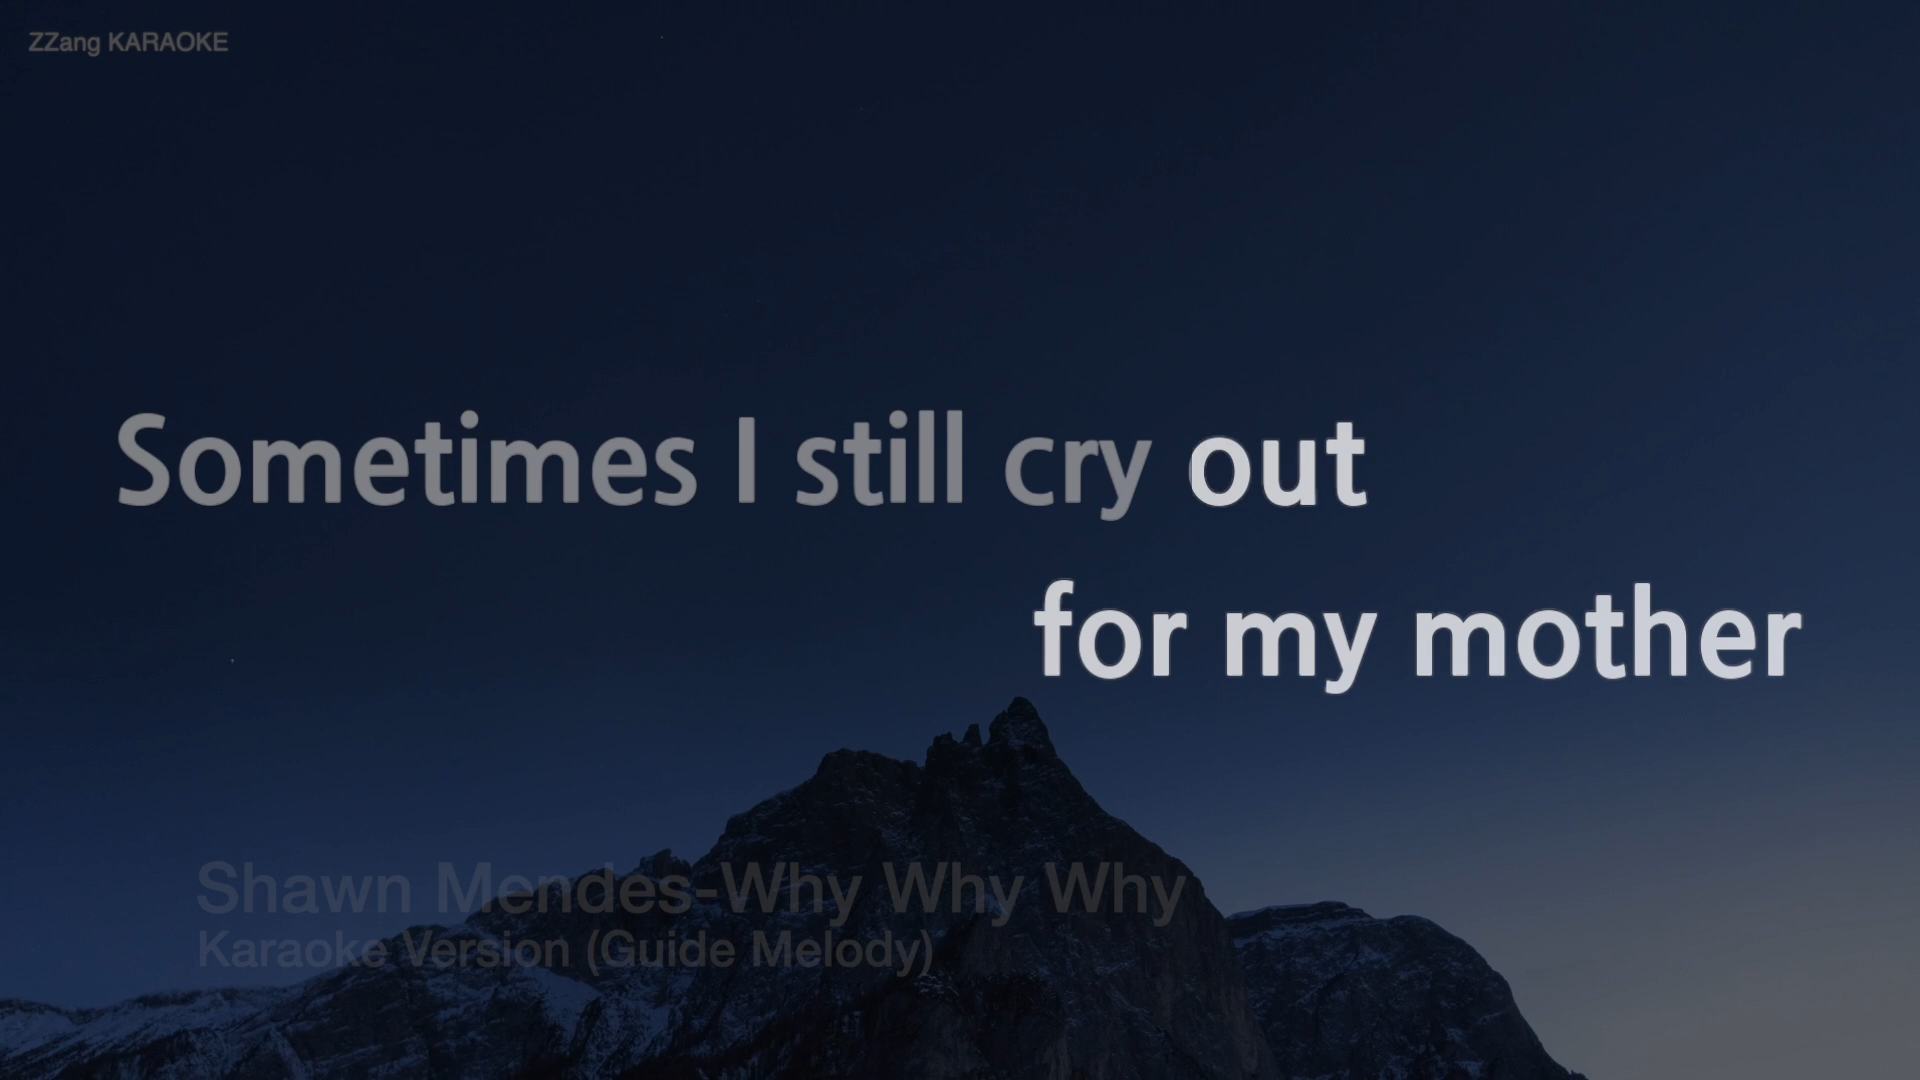 ZZang KARAOKE
Sometimes I still cry out
for my mother
Shawn Mendes-Why Why Why
Karaoke Version (Guide Melody)